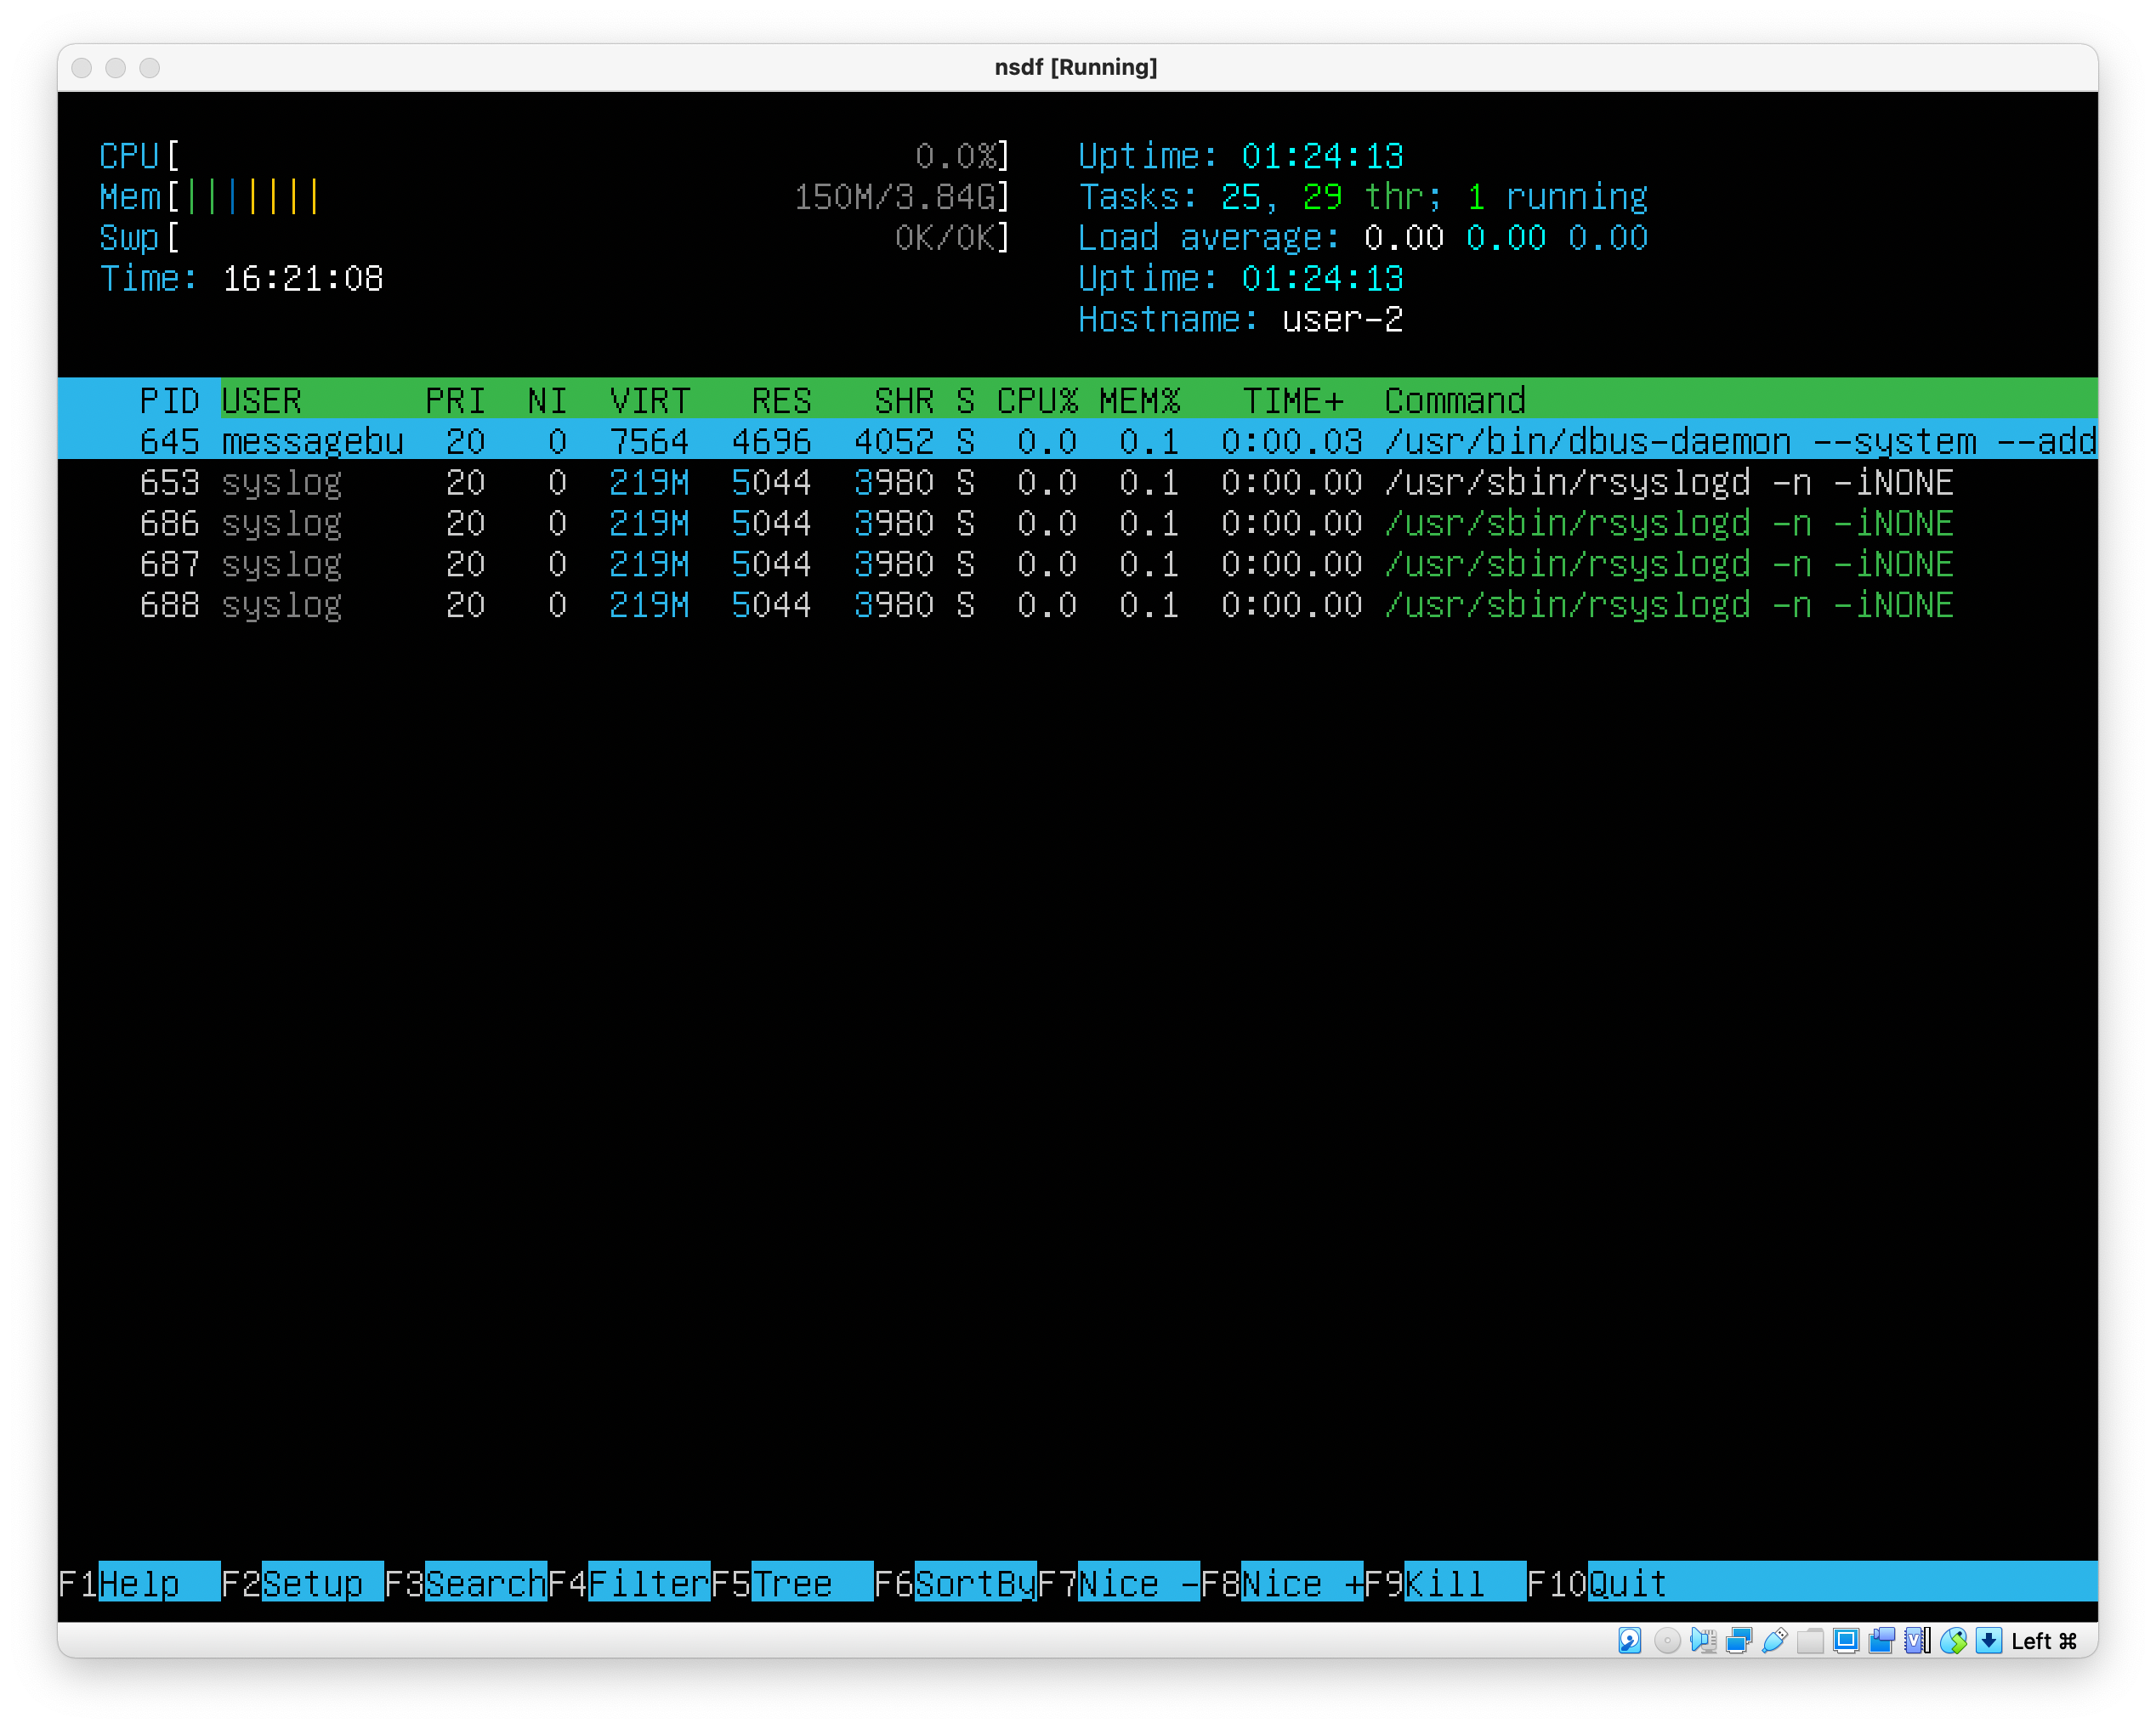 nsdf [Running]
CPU[ 0.0%] Uptime: 01:24:13
Mem[||||||| 150M/3.84G] Tasks: 25, 29 thr; 1 running
Swp[ 0K/0K] Load average: 0.00 0.00 0.00
Time: 16:21:08 Uptime: 01:24:13
Hostname: user-2
PID USER PRI NI VIRT RES SHR S CPU% MEM% TIME+ Command
645 messagebu 20 0 7564 4696 4052 S 0.0 0.1 0:00.03 /usr/bin/dbus-daemon --system --add
653 syslog 20 0 219M 5044 3980 S 0.0 0.1 0:00.00 /usr/sbin/rsyslogd -n -iNONE
686 syslog 20 0 219M 5044 3980 S 0.0 0.1 0:00.00 /usr/sbin/rsyslogd -n -iNONE
687 syslog 20 0 219M 5044 3980 S 0.0 0.1 0:00.00 /usr/sbin/rsyslogd -n -iNONE
688 syslog 20 0 219M 5044 3980 S 0.0 0.1 0:00.00 /usr/sbin/rsyslogd -n -iNONE
F1Help F2Setup F3SearchF4FilterF5Tree F6SortByF7Nice -F8Nice +F9Kill F10Quit
Left ⌘